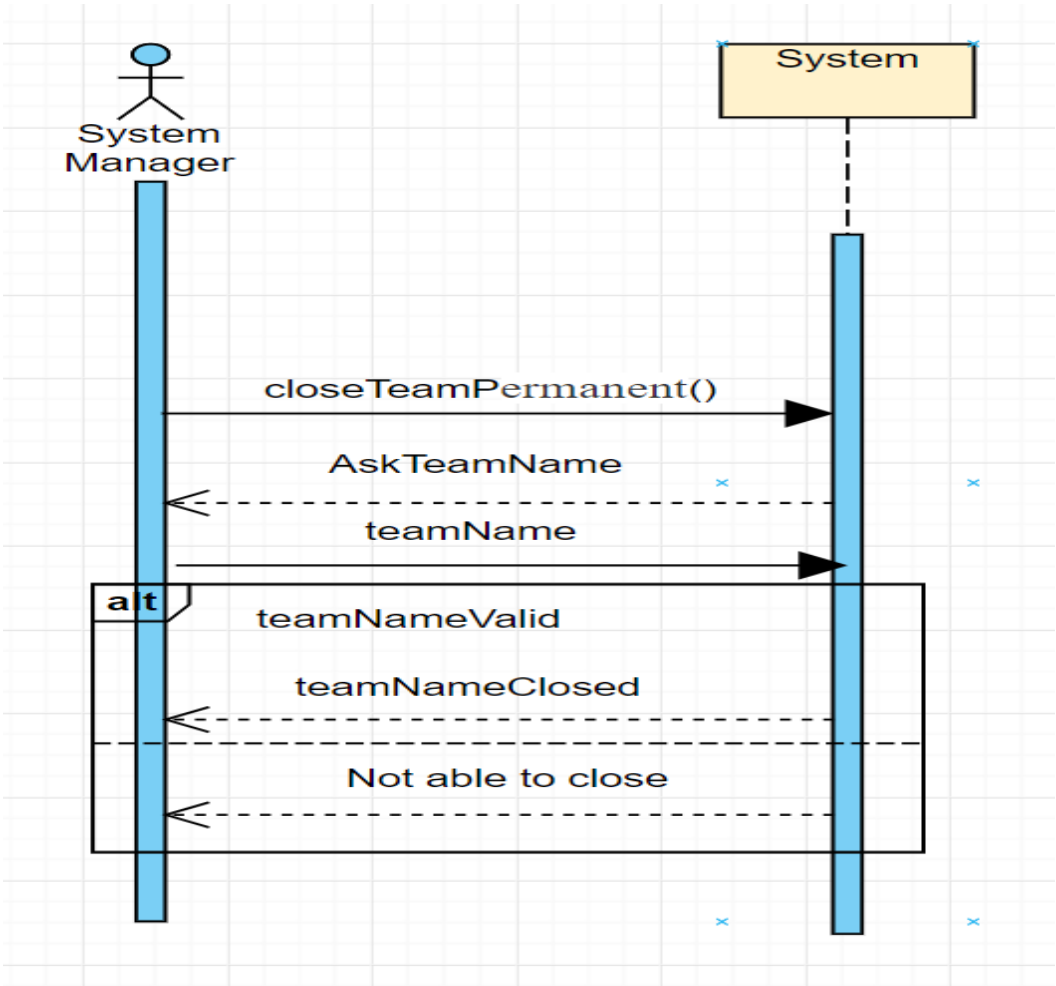 System
System
Manager
closeTeamPermanent()
AskTeamName
teamName
alt
teamNameValid
teamNameClosed
Not able to close